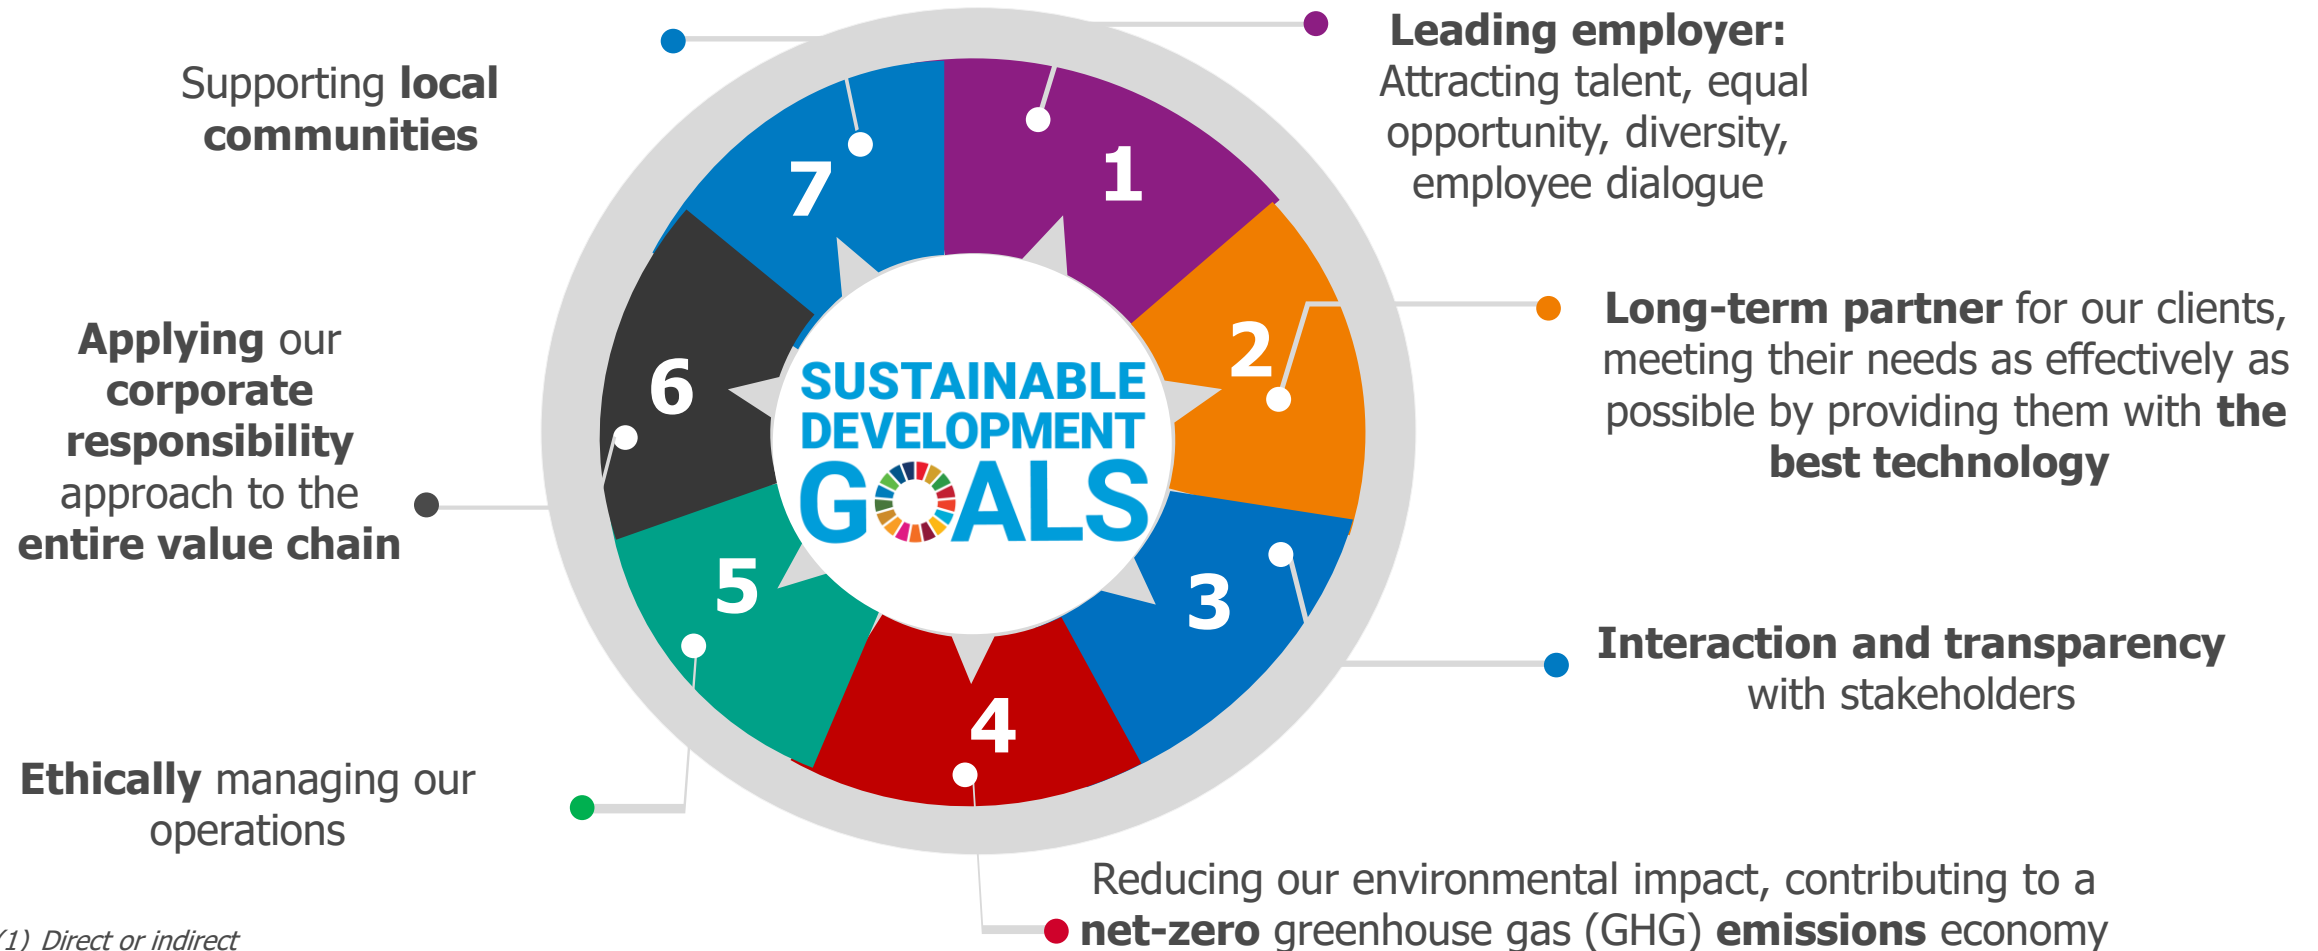 Leading employer:
Attracting talent, equal
opportunity, diversity,
employee dialogue
Long-term partner for our clients,
meeting their needs as effectively as
possible by providing them with the
best technology
Interaction and transparency
with stakeholders
Reducing our environmental impact, contributing to a
net-zero greenhouse gas (GHG) emissions economy
Ethically managing our
operations
Applying our
corporate
responsibility
approach to the
entire value chain
Supporting local
communities
1
2
3
4
5
6
7
SUSTAINABLE
DEVELOPMENT
GOALS
(1) Direct or indirect